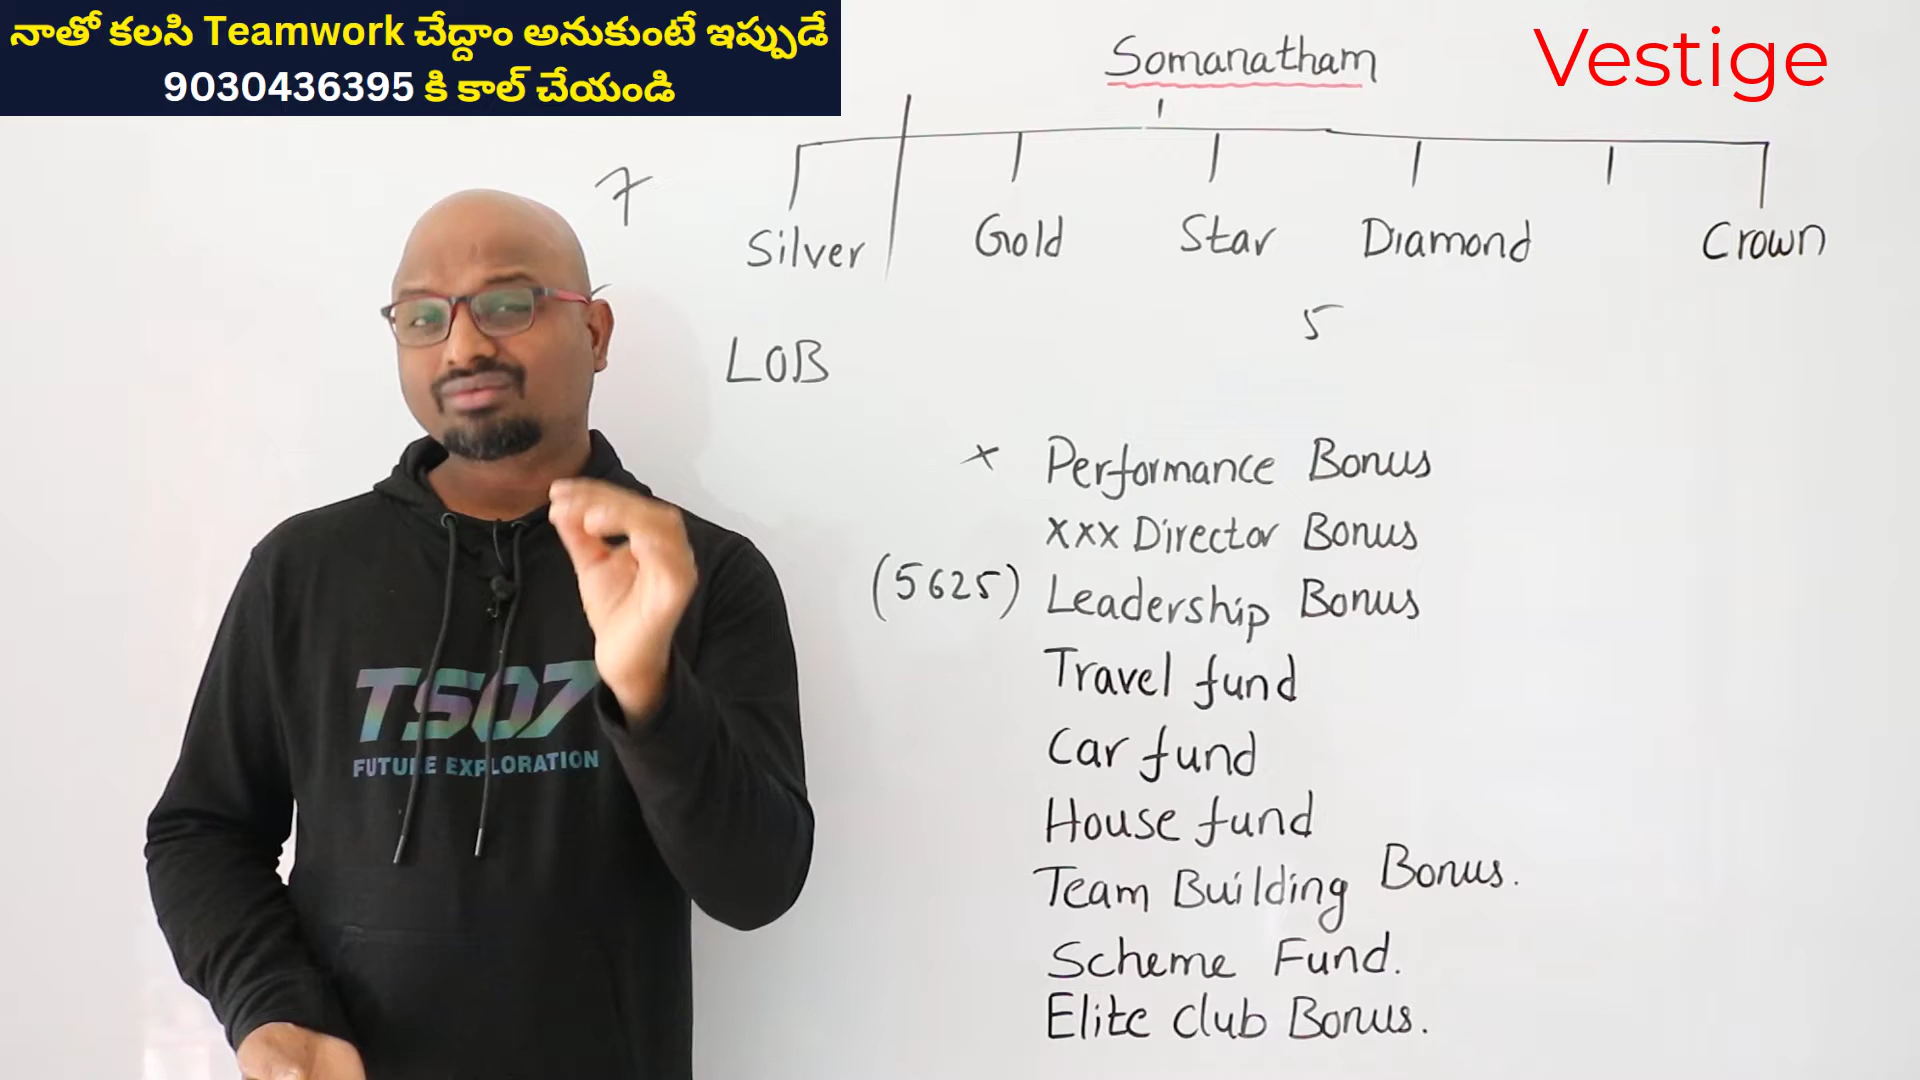 నాతో కలసి Teamwork చేద్దాం అనుకుంటే ఇప్పుడే
9030436395 కి కాల్ చేయండి
Vestige
Somanatham
7
Silver Gold Star Diamond Crown
5
LOB
x Performance Bonus
xxx Director Bonus
(5625) Leadership Bonus
Travel fund
Car fund
House fund
Team Building Bonus.
Scheme Fund.
Elite club Bonus.
TS07
FUTURE EXPLORATION